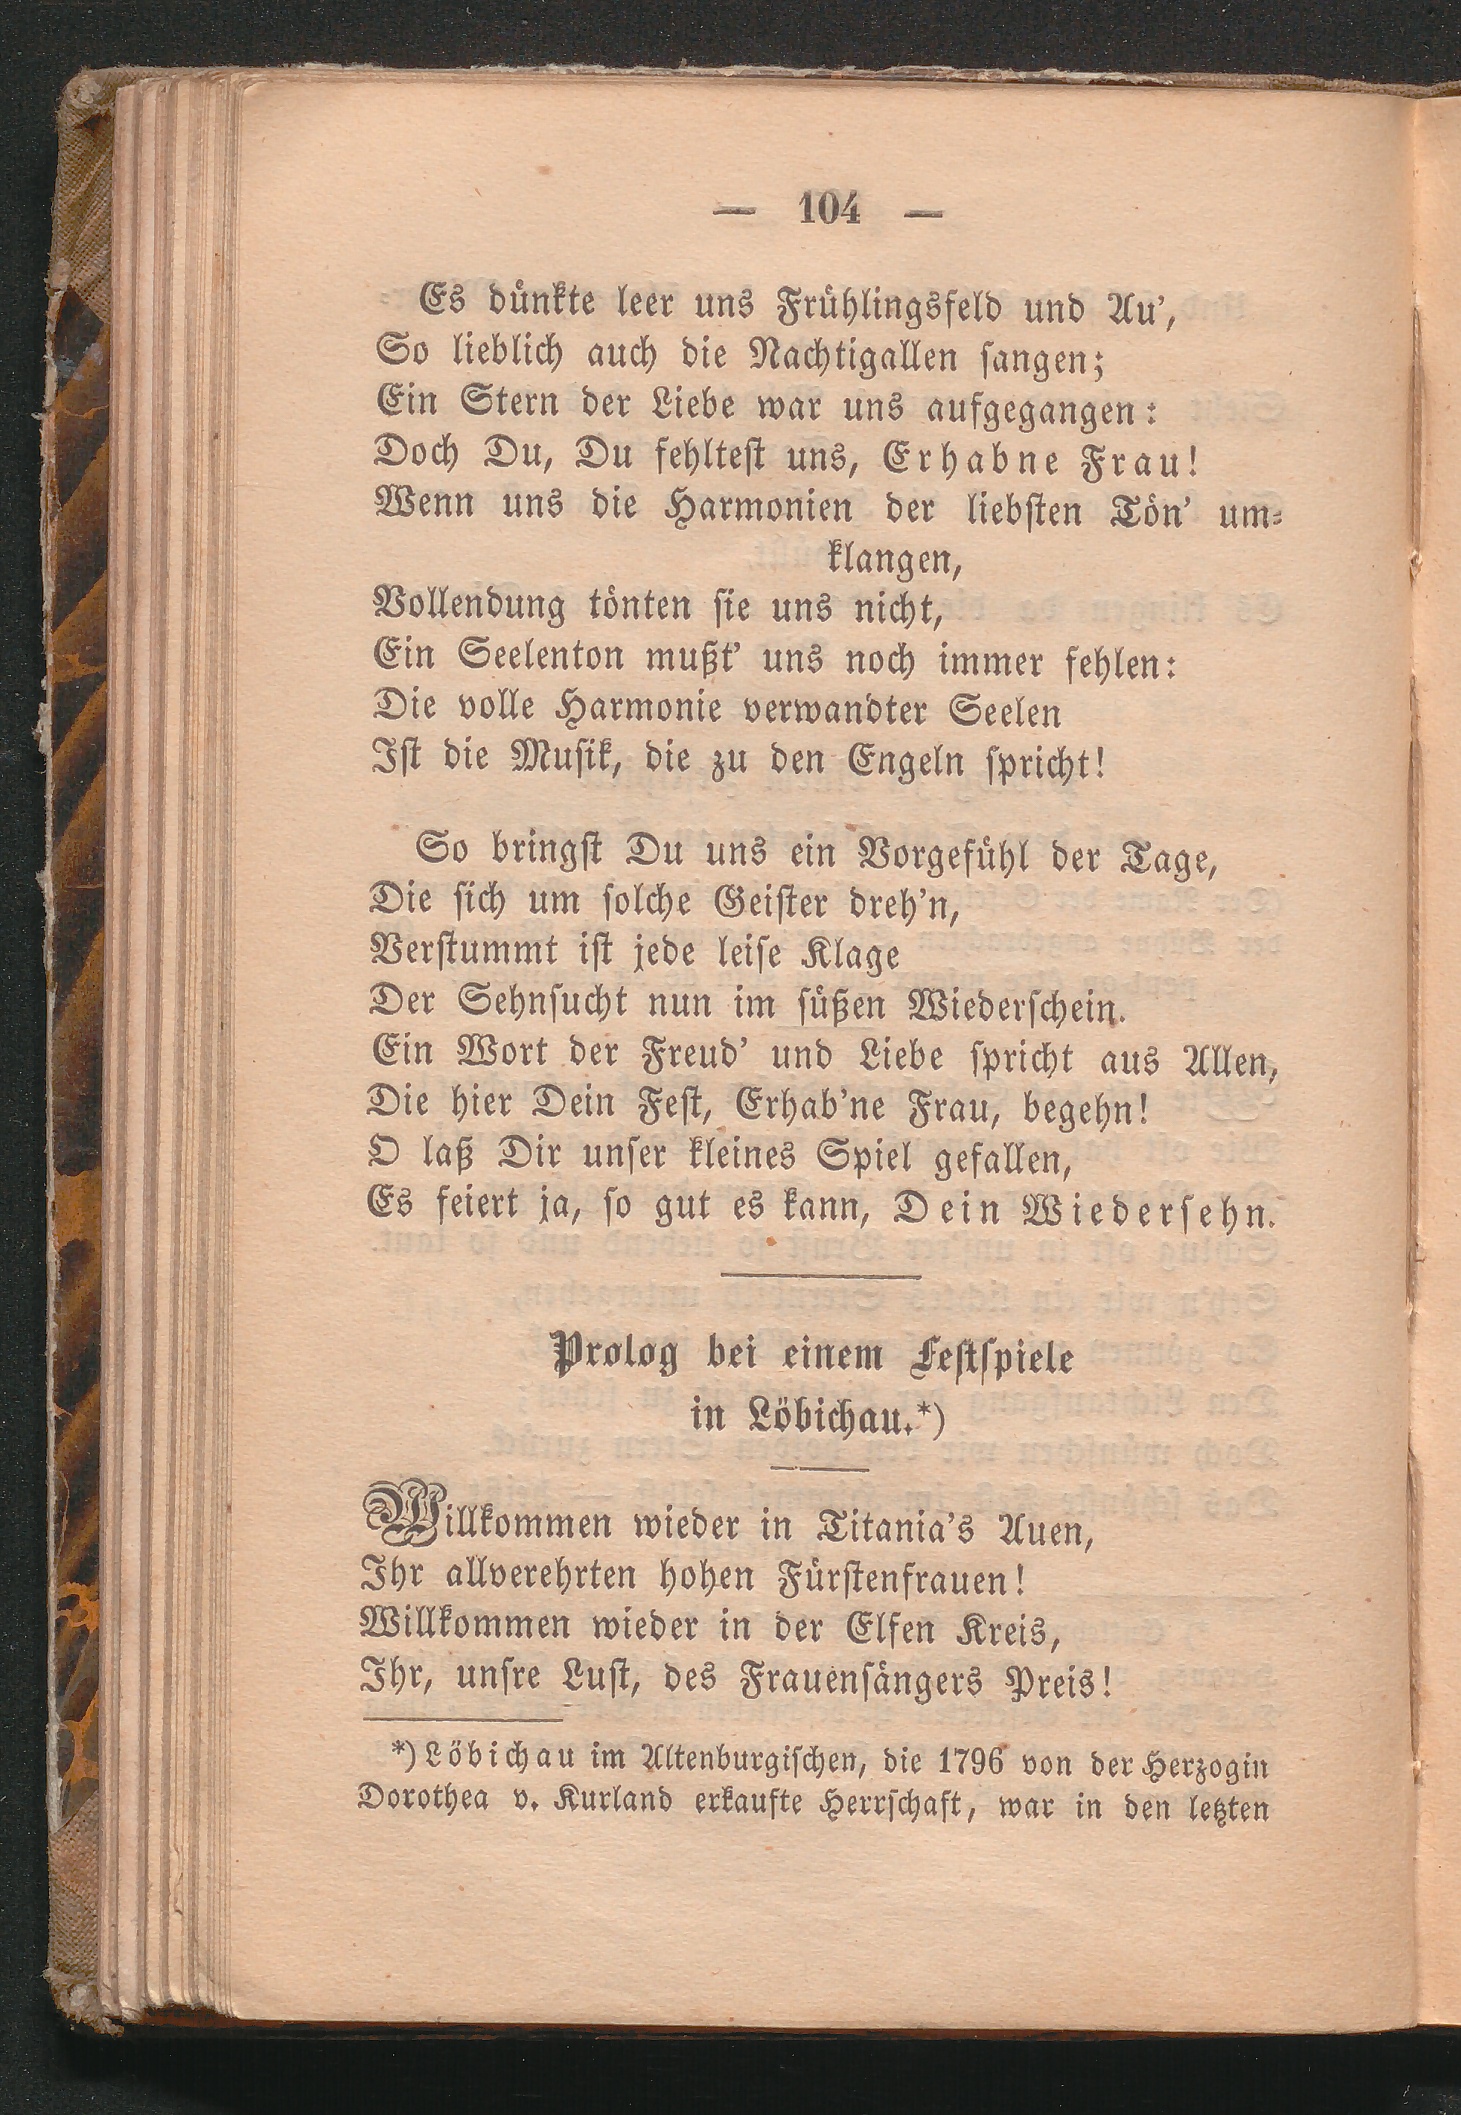 — 104 —
Es dünkte leer uns Frühlingsfeld und Au’,
So lieblich auch die Nachtigallen ſangen;
Ein Stern der Liebe war uns aufgegangen:
Doch Du, Du fehlteſt uns, Erhabne Frau!
Wenn uns die Harmonien der liebſten Tön’ um⸗
klangen,
Vollendung tönten ſie uns nicht,
Ein Seelenton mußt’ uns noch immer fehlen:
Die volle Harmonie verwandter Seelen
Iſt die Muſik, die zu den Engeln ſpricht!
So bringſt Du uns ein Vorgefühl der Tage,
Die ſich um ſolche Geiſter dreh’n,
Verſtummt iſt jede leiſe Klage
Der Sehnſucht nun im ſüßen Wiederſchein.
Ein Wort der Freud’ und Liebe ſpricht aus Allen,
Die hier Dein Feſt, Erhab’ne Frau, begehn!
O laß Dir unſer kleines Spiel gefallen,
Es feiert ja, ſo gut es kann, Dein Wiederſehn.
Prolog bei einem Feſtſpiele
in Löbichau.*)
Willkommen wieder in Titania’s Auen,
Ihr allverehrten hohen Fürſtenfrauen!
Willkommen wieder in der Elfen Kreis,
Ihr, unſre Luſt, des Frauenſängers Preis!
*) Löbichau im Altenburgiſchen, die 1796 von der Herzogin
Dorothea v. Kurland erkaufte Herrſchaft, war in den letzten